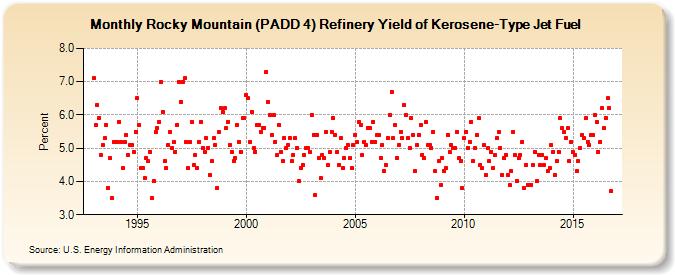 Monthly Rocky Mountain (PADD 4) Refinery Yield of Kerosene-Type Jet Fuel
Percent
8.0
7.0
6.0
5.0
4.0
3.0
1995 2000 2005 2010 2015
Source: U.S. Energy Information Administration